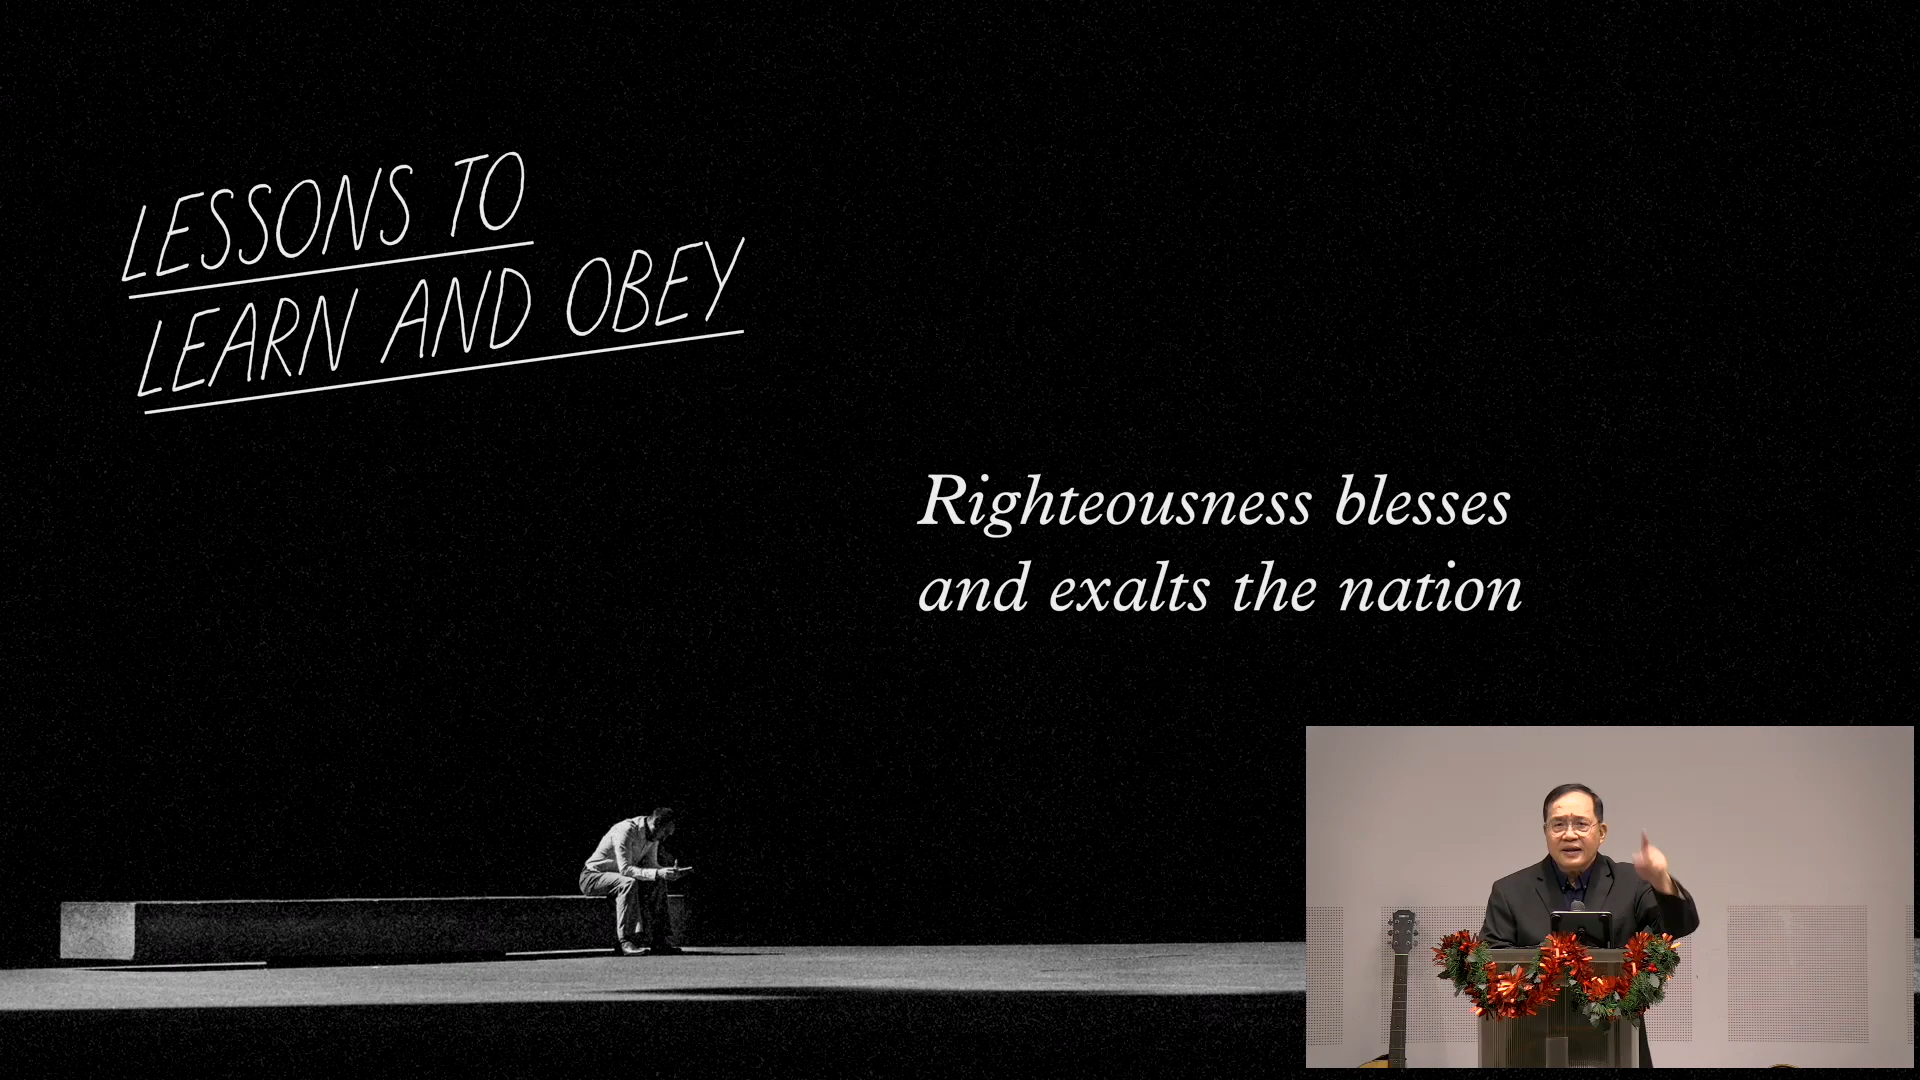 LESSONS TO
LEARN AND OBEY
Righteousness blesses
and exalts the nation